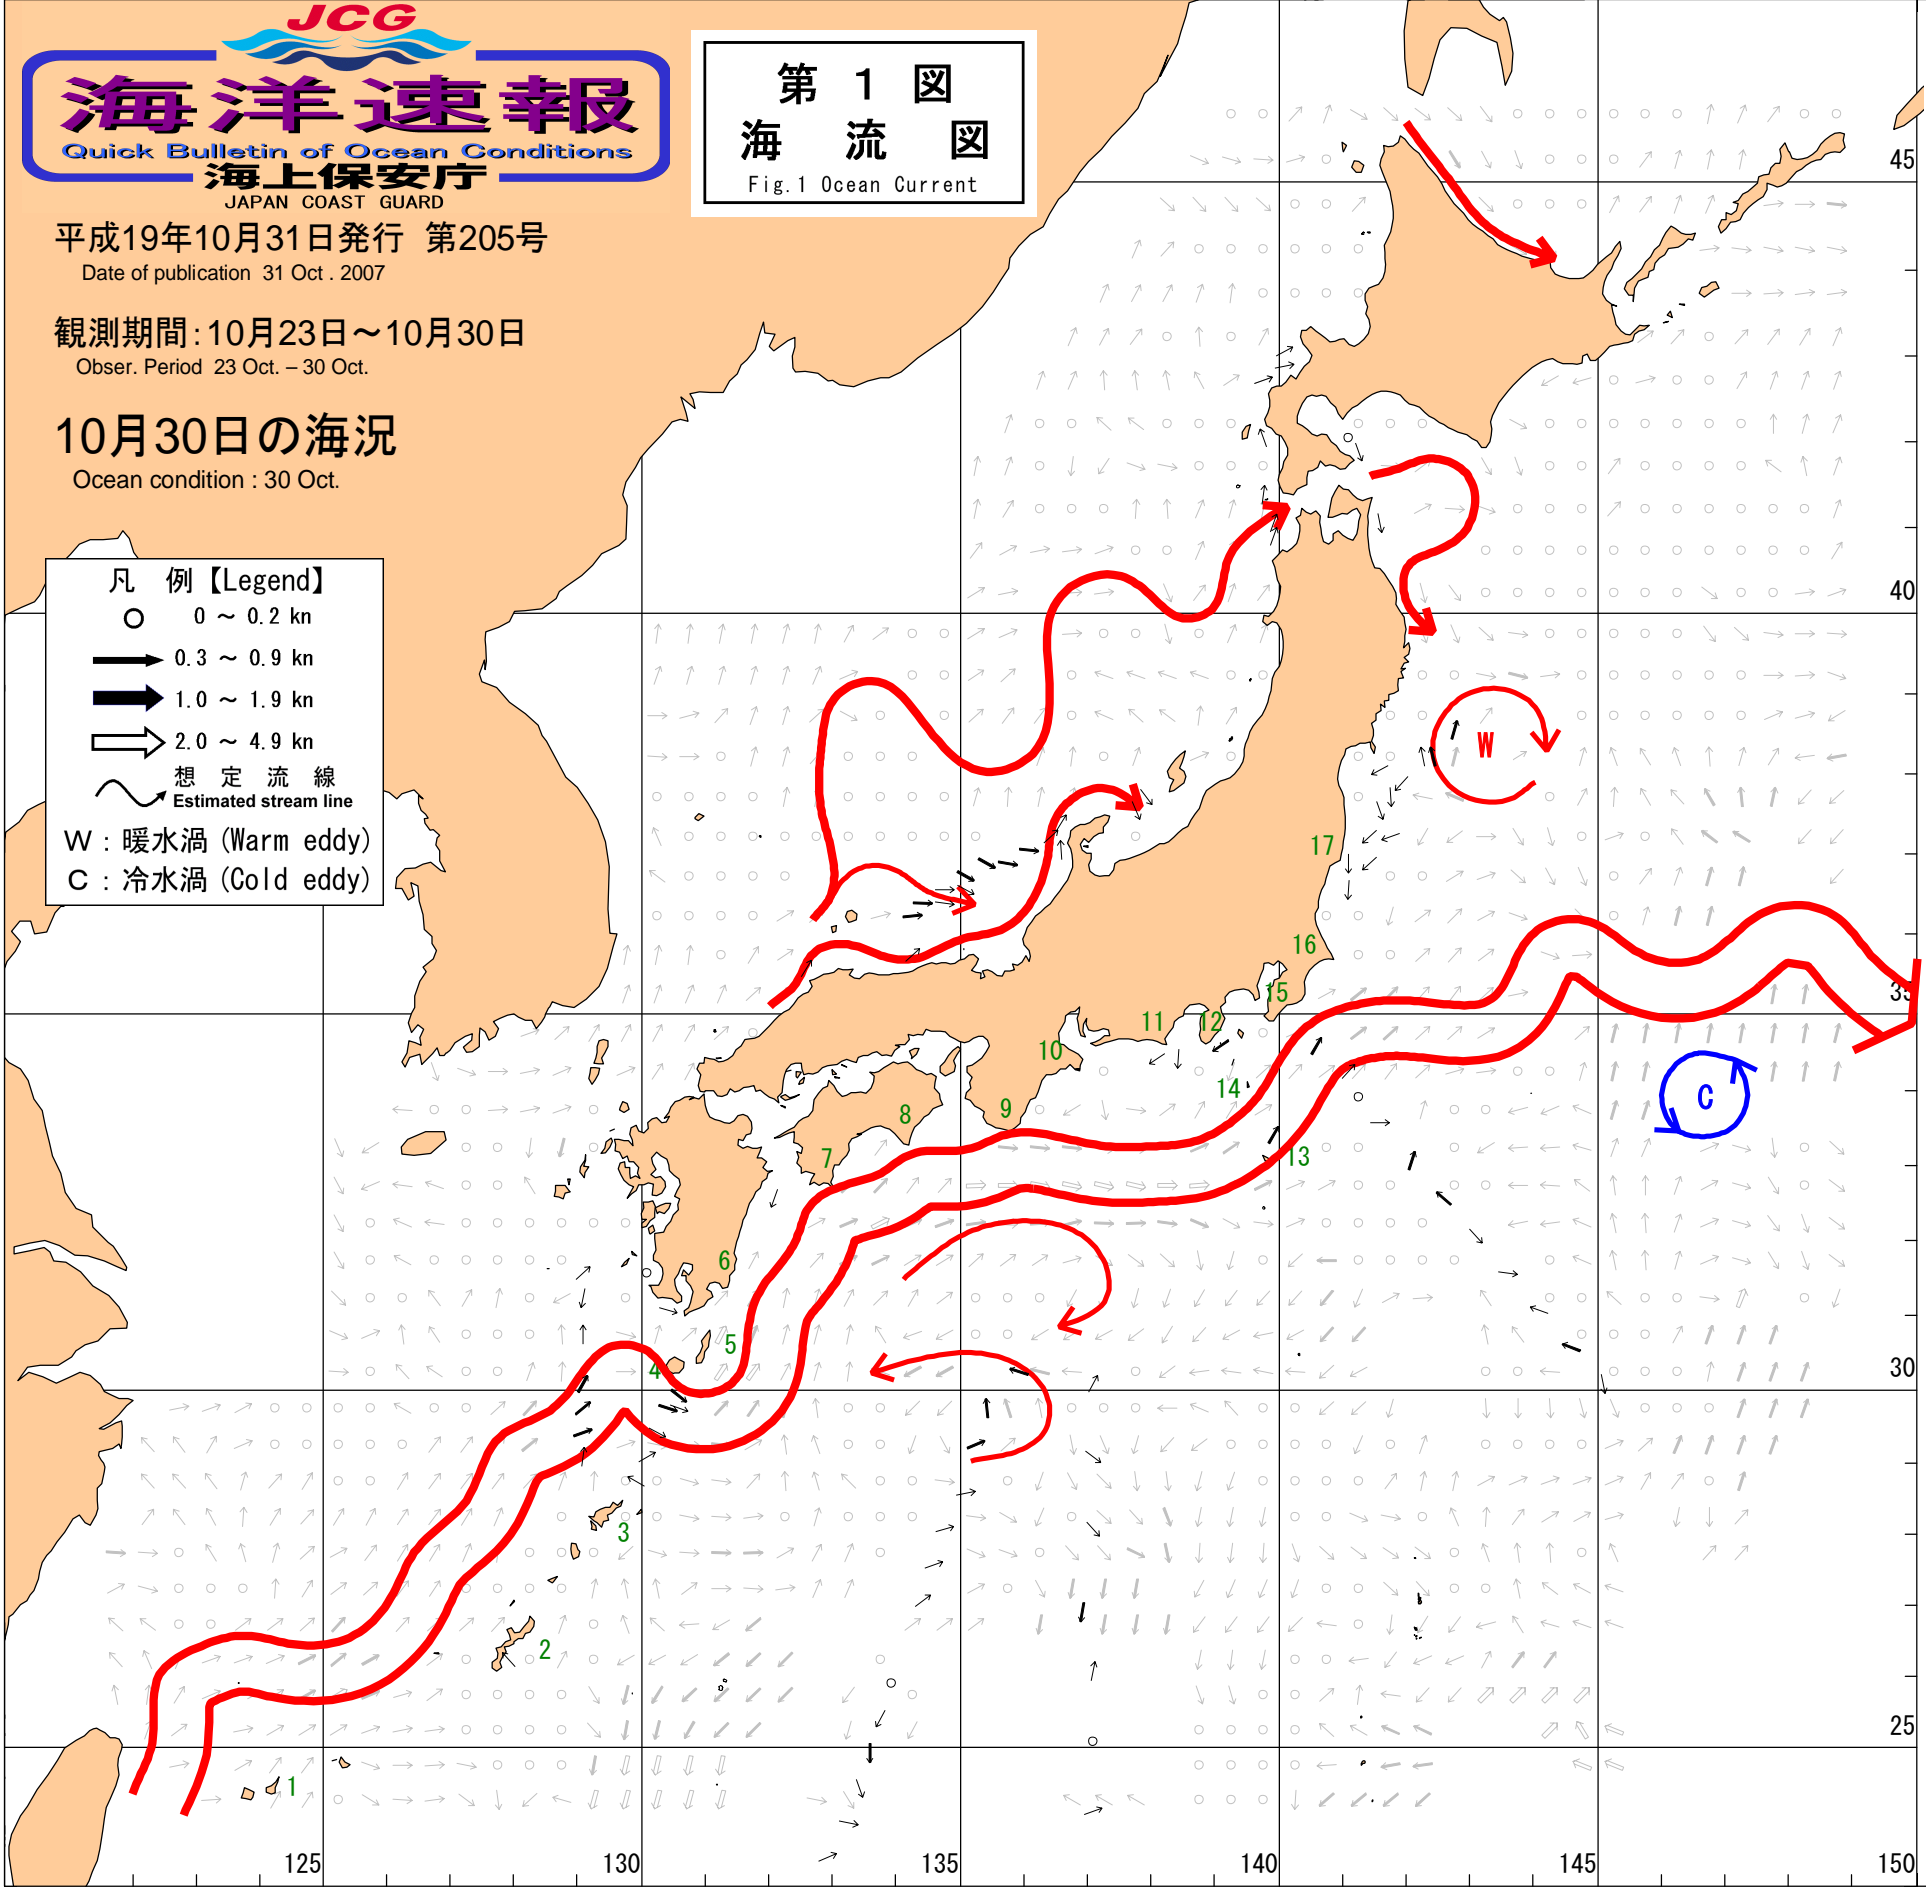 JCG
海洋速報
Quick Bulletin of Ocean Conditions
海上保安庁
JAPAN COAST GUARD
平成19年10月31日発行 第205号
Date of publication 31 Oct . 2007
観測期間:10月23日～10月30日
Obser. Period 23 Oct. – 30 Oct.
10月30日の海況
Ocean condition : 30 Oct.
第 1 図
海 流 図
Fig.1 Ocean Current
凡 例【Legend】
0 ～ 0.2 kn
0.3 ～ 0.9 kn
1.0 ～ 1.9 kn
2.0 ～ 4.9 kn
想 定 流 線
Estimated stream line
W : 暖水渦 (Warm eddy)
C : 冷水渦 (Cold eddy)
45
40
W
17
16
15
35
11
12
10
14
C
9
8
7
13
6
5
4
30
3
2
25
1
125
130
135
140
145
150